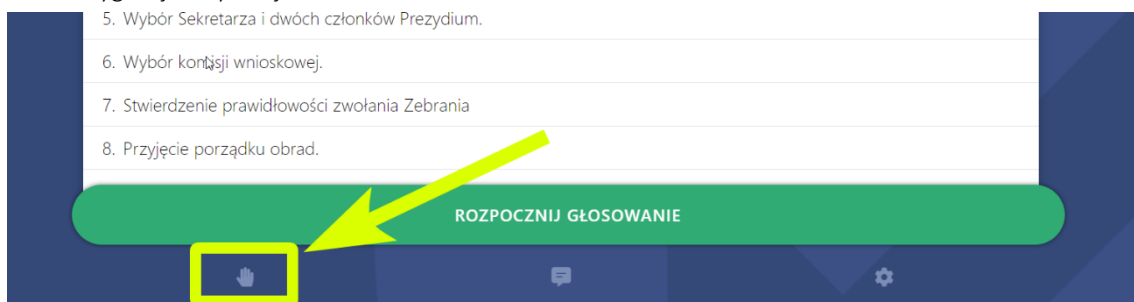 5. Wybór Sekretarza i dwóch członków Prezydium.
6. Wybór komisji wnioskowej.
7. Stwierdzenie prawidłowości zwołania Zebrania
8. Przyjęcie porządku obrad.
ROZPOCZNIJ GŁOSOWANIE